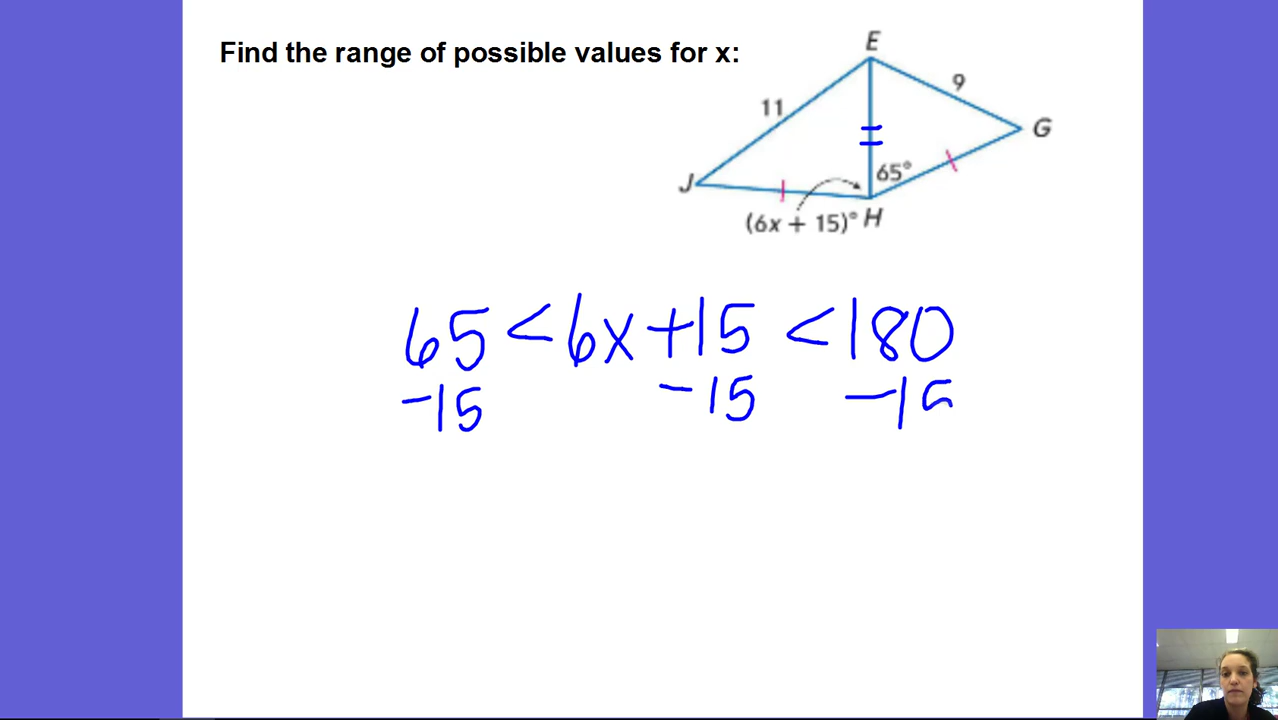 Find the range of possible values for x:
E
11
9
G
J
65°
(6x + 15)° H
65 < 6x + 15 < 180
-15 -15 -15